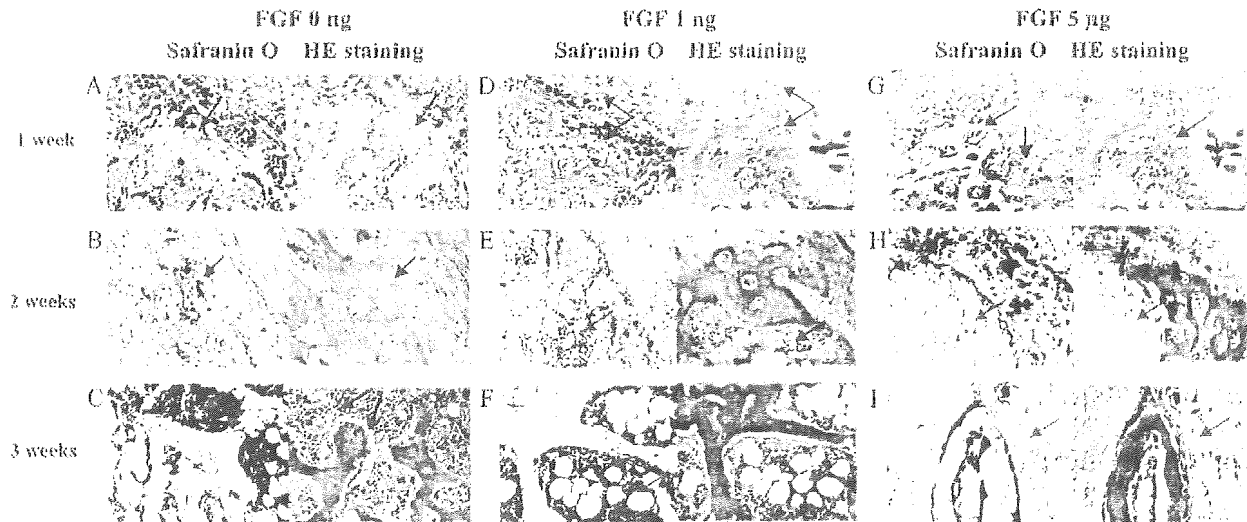 FGF 0 ng FGF 1 ng FGF 5 µg
Safranin O HE staining Safranin O HE staining Safranin O HE staining
A D G
1 week
B E H
2 weeks
C F I
3 weeks